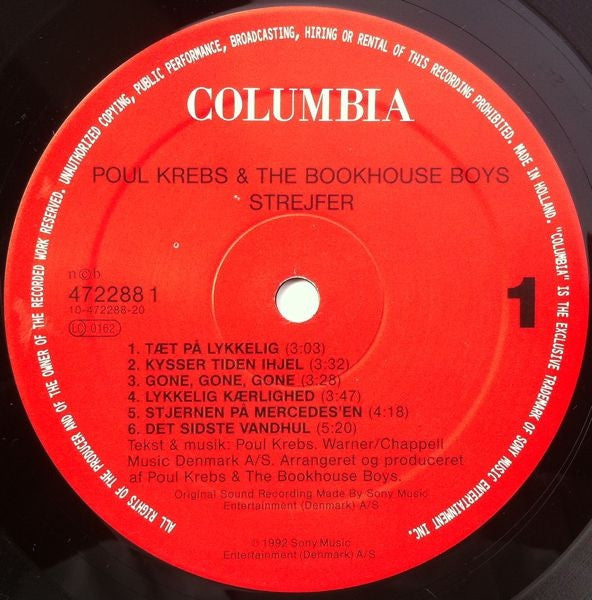 ALL RIGHTS OF THE PRODUCER AND OF THE OWNER OF THE RECORDED WORK RESERVED. UNAUTHORIZED COPYING, PUBLIC PERFORMANCE, BROADCASTING, HIRING OR RENTAL OF THIS RECORDING PROHIBITED. MADE IN HOLLAND. "COLUMBIA" IS THE EXCLUSIVE TRADEMARK OF SONY MUSIC ENTERTAINMENT INC.
COLUMBIA
POUL KREBS & THE BOOKHOUSE BOYS
STREJFER
n©b
472288 1
10-472288-20
LC 0162
1
1. TÆT PÅ LYKKELIG (3:03)
2. KYSSER TIDEN IHJEL (3:32)
3. GONE, GONE, GONE (3:28)
4. LYKKELIG KÆRLIGHED (3:47)
5. STJERNEN PÅ MERCEDES'EN (4:18)
6. DET SIDSTE VANDHUL (5:20)
Tekst & musik: Poul Krebs. Warner/Chappell
Music Denmark A/S. Arrangeret og produceret
af Poul Krebs & The Bookhouse Boys.
Original Sound Recording Made By Sony Music
Entertainment (Denmark) A/S
℗ 1992 Sony Music
Entertainment (Denmark) A/S